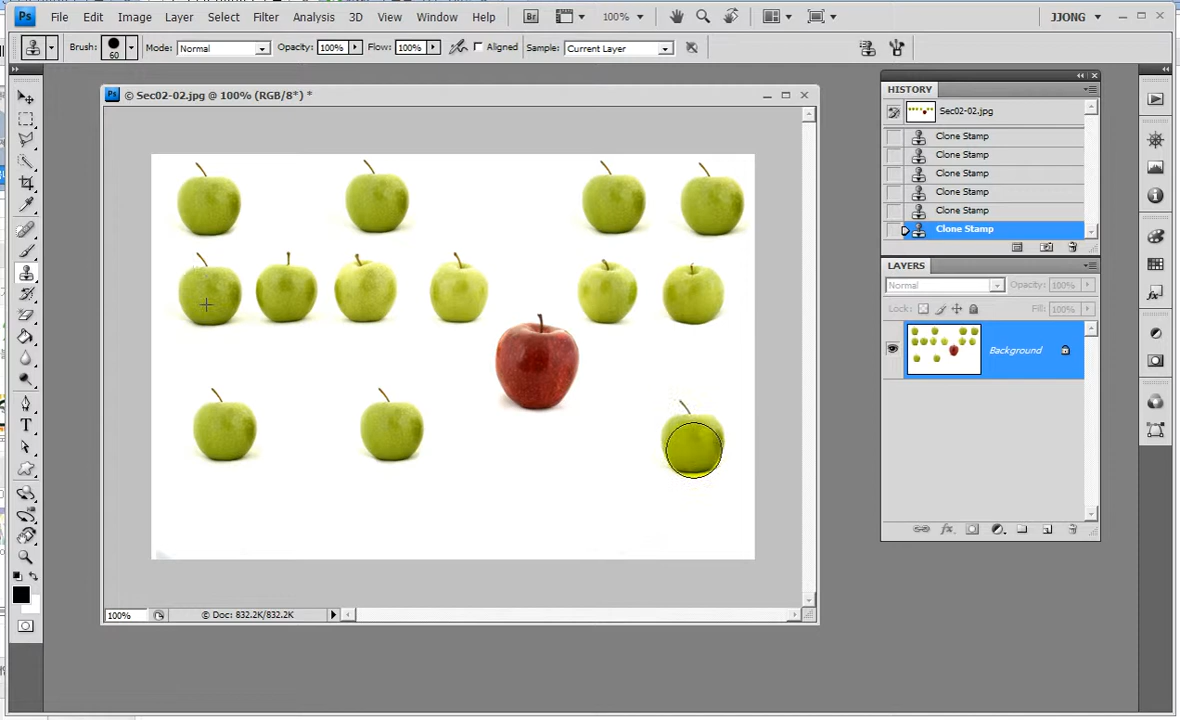 Ps File Edit Image Layer Select Filter Analysis 3D View Window Help Br 100% JJONG
Brush: 60 Mode: Normal Opacity: 100% Flow: 100% Aligned Sample: Current Layer
Ps © Sec02-02.jpg @ 100% (RGB/8*) *
100% © Doc: 832.2K/832.2K
HISTORY
Sec02-02.jpg
Clone Stamp
Clone Stamp
Clone Stamp
Clone Stamp
Clone Stamp
Clone Stamp
LAYERS
Normal Opacity: 100%
Lock: Fill: 100%
Background